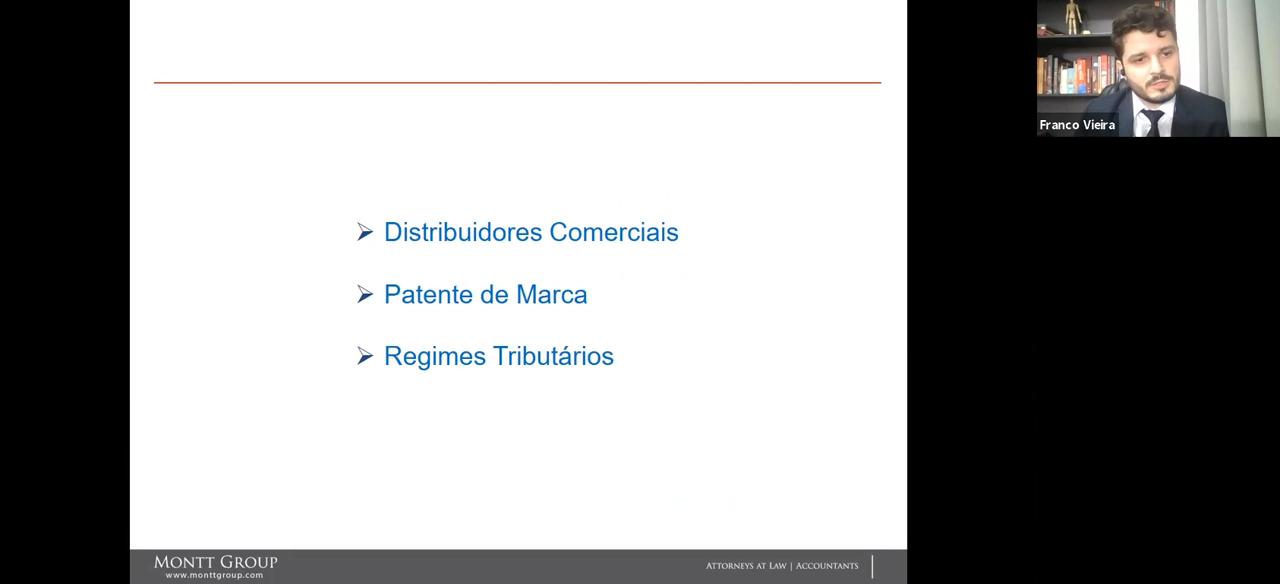 Distribuidores Comerciais
Patente de Marca
Regimes Tributários
MONTT GROUP
www.monttgroup.com
ATTORNEYS AT LAW | ACCOUNTANTS
Franco Vieira